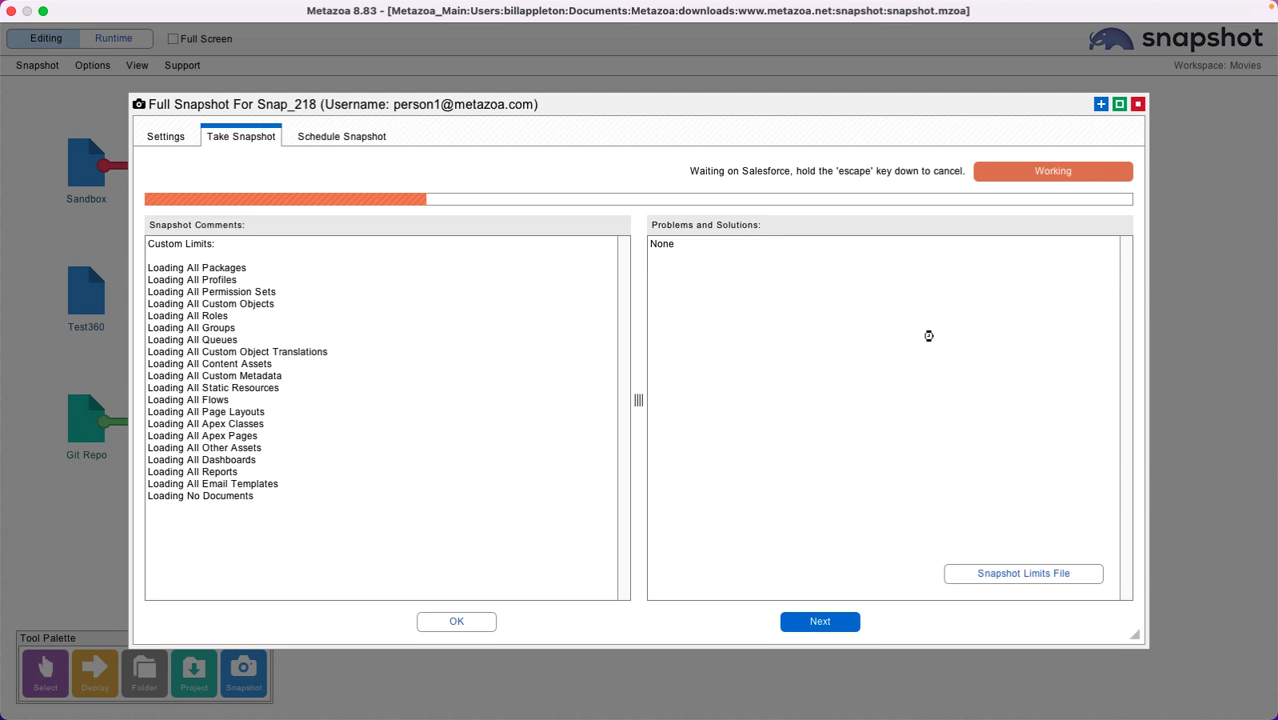 Metazoa 8.83 - [Metazoa_Main:Users:billappleton:Documents:Metazoa:downloads:www.metazoa.net:snapshot:snapshot.mzoa]
Editing
Runtime
Full Screen
snapshot
Snapshot
Options
View
Support
Workspace: Movies
Full Snapshot For Snap_218 (Username: person1@metazoa.com)
Settings
Take Snapshot
Schedule Snapshot
Waiting on Salesforce, hold the 'escape' key down to cancel.
Working
Sandbox
Test360
Git Repo
Snapshot Comments:
Custom Limits:
Loading All Packages
Loading All Profiles
Loading All Permission Sets
Loading All Custom Objects
Loading All Roles
Loading All Groups
Loading All Queues
Loading All Custom Object Translations
Loading All Content Assets
Loading All Custom Metadata
Loading All Static Resources
Loading All Flows
Loading All Page Layouts
Loading All Apex Classes
Loading All Apex Pages
Loading All Other Assets
Loading All Dashboards
Loading All Reports
Loading All Email Templates
Loading No Documents
Problems and Solutions:
None
Snapshot Limits File
OK
Next
Tool Palette
Select
Deploy
Folder
Project
Snapshot